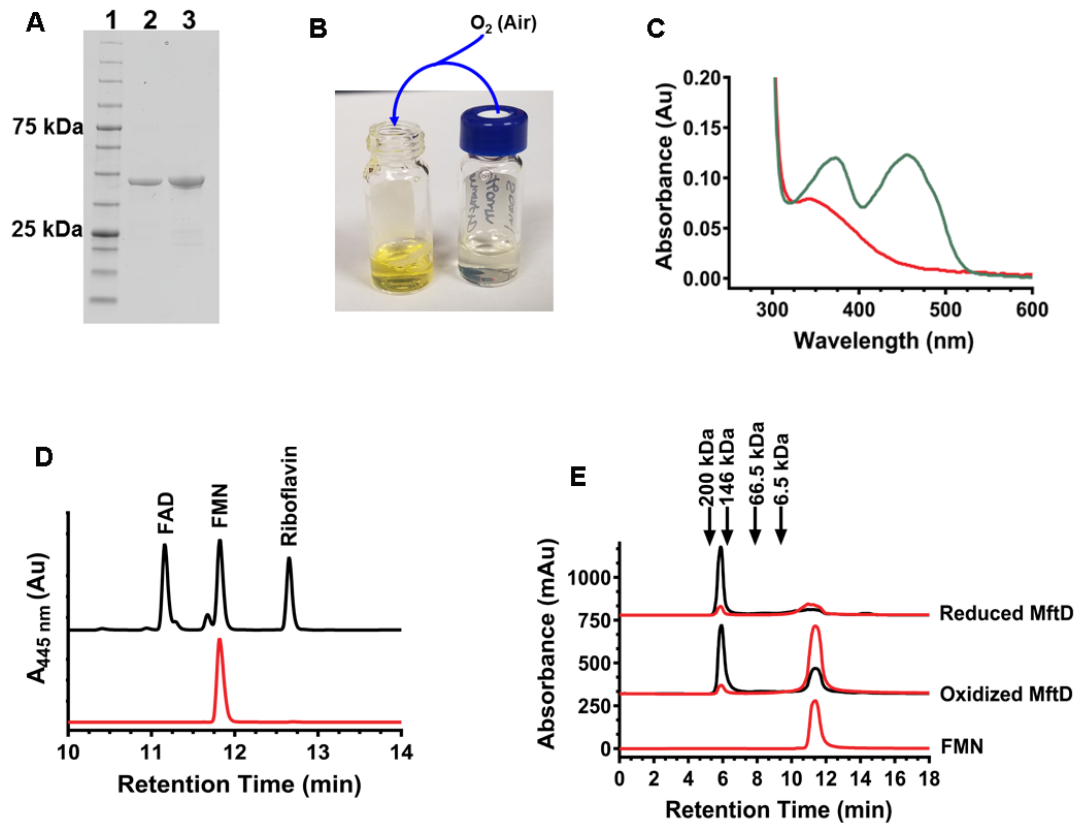 A
1 2 3
75 kDa
25 kDa
B
O2 (Air)
C
Absorbance (Au)
0.20
0.15
0.10
0.05
0.00
300 400 500 600
Wavelength (nm)
D
FAD
FMN
Riboflavin
A445 nm (Au)
10 11 12 13 14
Retention Time (min)
E
200 kDa
146 kDa
66.5 kDa
6.5 kDa
Absorbance (mAu)
1000
750
500
250
0
Reduced MftD
Oxidized MftD
FMN
0 2 4 6 8 10 12 14 16 18
Retention Time (min)